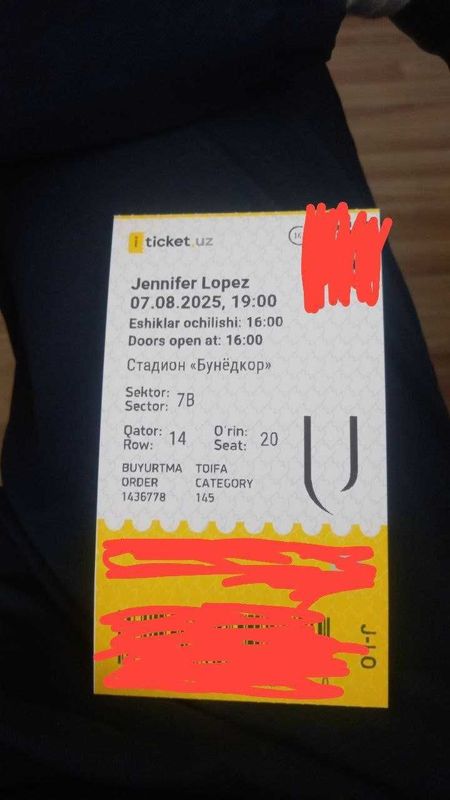 iticket.uz
Jennifer Lopez
07.08.2025, 19:00
Eshiklar ochilishi: 16:00
Doors open at: 16:00
Стадион «Бунёдкор»
Sektor:
Sector: 7B
Qator:
Row: 14
O'rin:
Seat: 20
BUYURTMA
ORDER
1436778
TOIFA
CATEGORY
145
J-LO